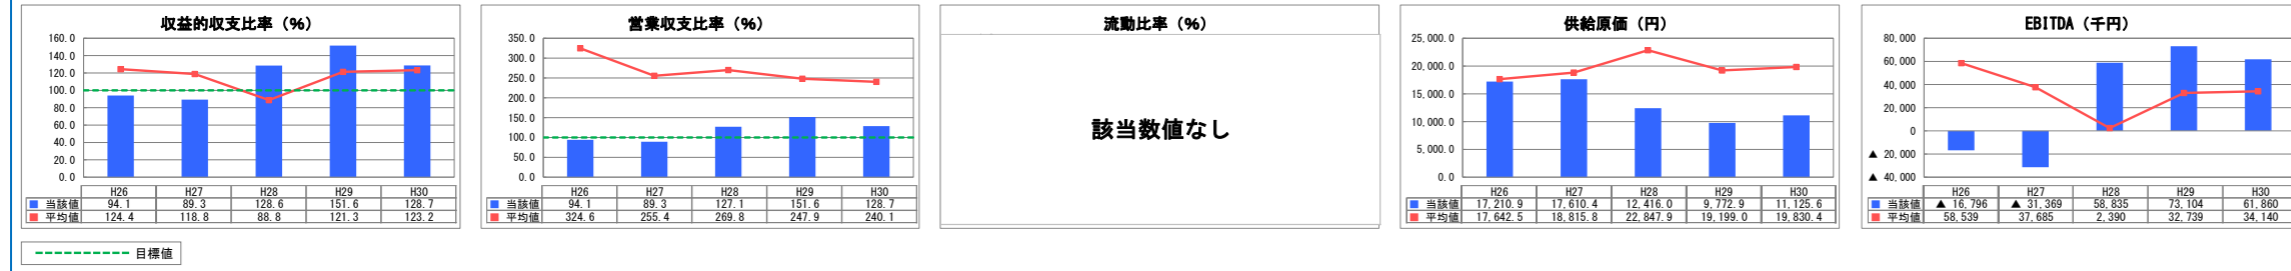 収益的収支比率（％）
160.0
140.0
120.0
100.0
80.0
60.0
40.0
20.0
0.0
H26 H27 H28 H29 H30
当該値 94.1 89.3 128.6 151.6 128.7
平均値 124.4 118.8 88.8 121.3 123.2
営業収支比率（％）
350.0
300.0
250.0
200.0
150.0
100.0
50.0
0.0
H26 H27 H28 H29 H30
当該値 94.1 89.3 127.1 151.6 128.7
平均値 324.6 255.4 269.8 247.9 240.1
流動比率（％）
該当数値なし
供給原価（円）
25,000.0
20,000.0
15,000.0
10,000.0
5,000.0
0.0
H26 H27 H28 H29 H30
当該値 17,210.9 17,610.4 12,416.0 9,772.9 11,125.6
平均値 17,642.5 18,815.8 22,847.0 19,199.0 19,830.4
EBITDA（千円）
80,000
60,000
40,000
20,000
0
▲ 20,000
▲ 40,000
H26 H27 H28 H29 H30
当該値 ▲ 16,796 ▲ 31,369 58,835 73,104 61,860
平均値 58,539 37,685 2,390 32,739 34,140
目標値